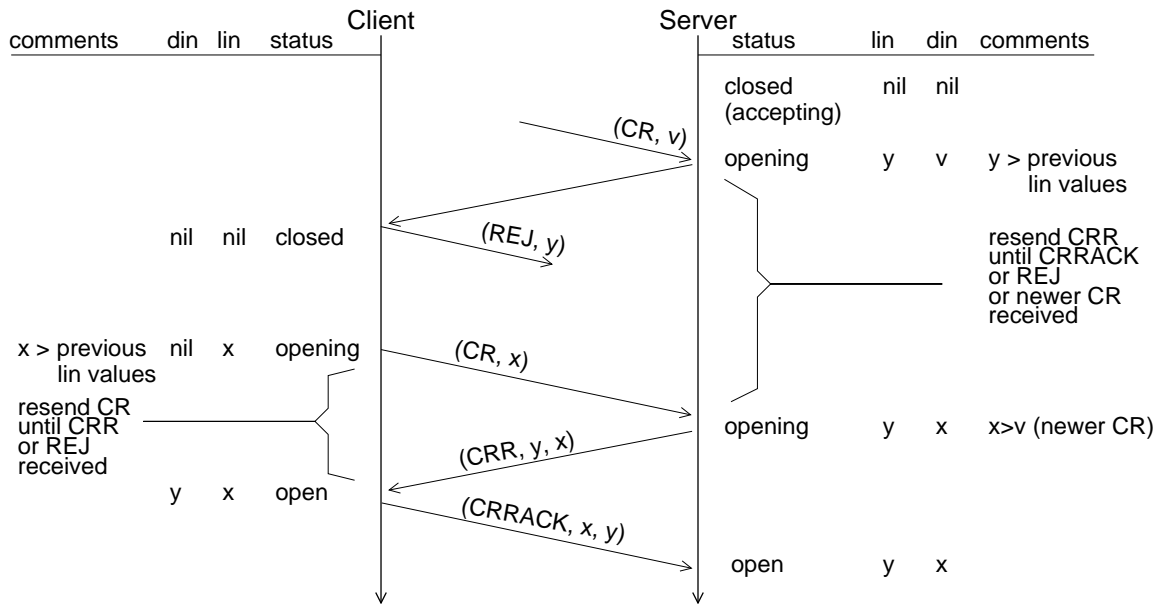 Client Server
comments din lin status
status lin din comments
closed nil nil
(accepting)
(CR, v)
opening y v y > previous
lin values
nil nil closed
(REJ, y)
resend CRR
until CRRACK
or REJ
or newer CR
received
x > previous nil x opening
lin values
(CR, x)
resend CR
until CRR
or REJ
received
opening y x x>v (newer CR)
(CRR, y, x)
y x open
(CRRACK, x, y)
open y x